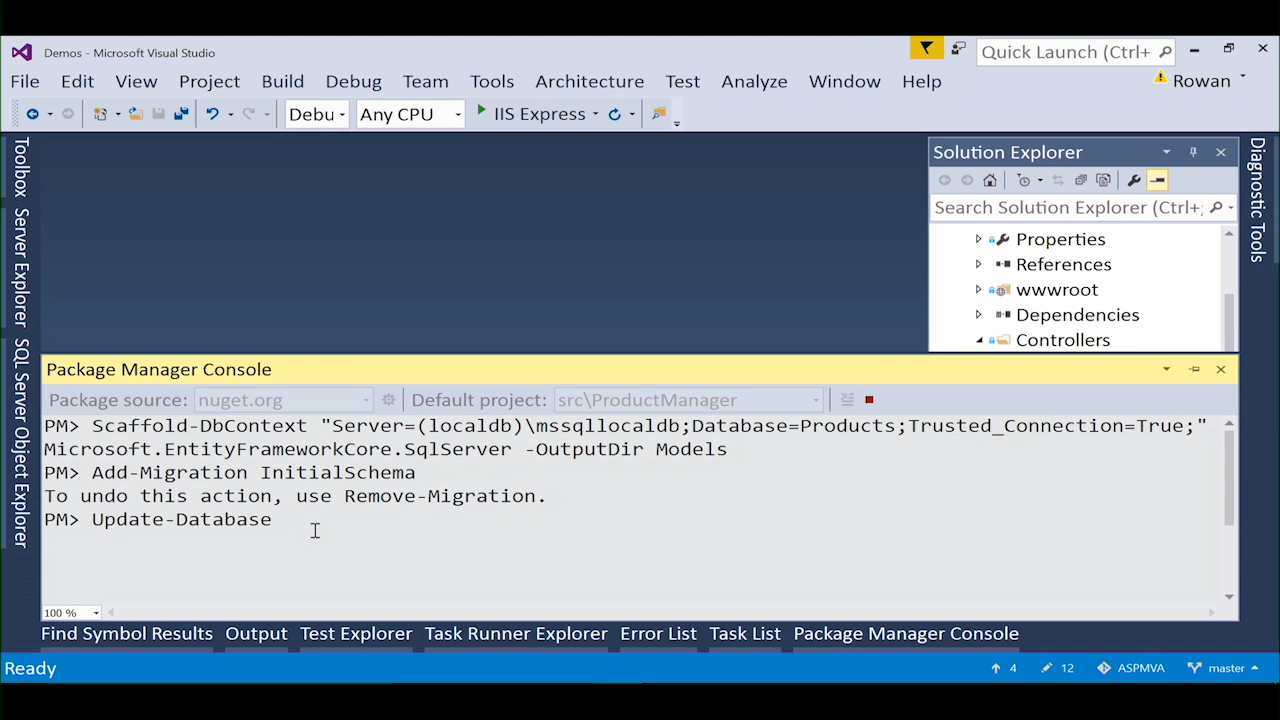 Demos - Microsoft Visual Studio
Quick Launch (Ctrl+
File Edit View Project Build Debug Team Tools Architecture Test Analyze Window Help Rowan
Debu Any CPU IIS Express
Toolbox
Server Explorer
SQL Server Object Explorer
Solution Explorer
Search Solution Explorer (Ctrl+;
Properties
References
wwwroot
Dependencies
Controllers
Diagnostic Tools
Package Manager Console
Package source: nuget.org Default project: src\ProductManager
PM> Scaffold-DbContext "Server=(localdb)\mssqllocaldb;Database=Products;Trusted_Connection=True;"
Microsoft.EntityFrameworkCore.SqlServer -OutputDir Models
PM> Add-Migration InitialSchema
To undo this action, use Remove-Migration.
PM> Update-Database
100 %
Find Symbol Results Output Test Explorer Task Runner Explorer Error List Task List Package Manager Console
Ready 4 12 ASPMVA master